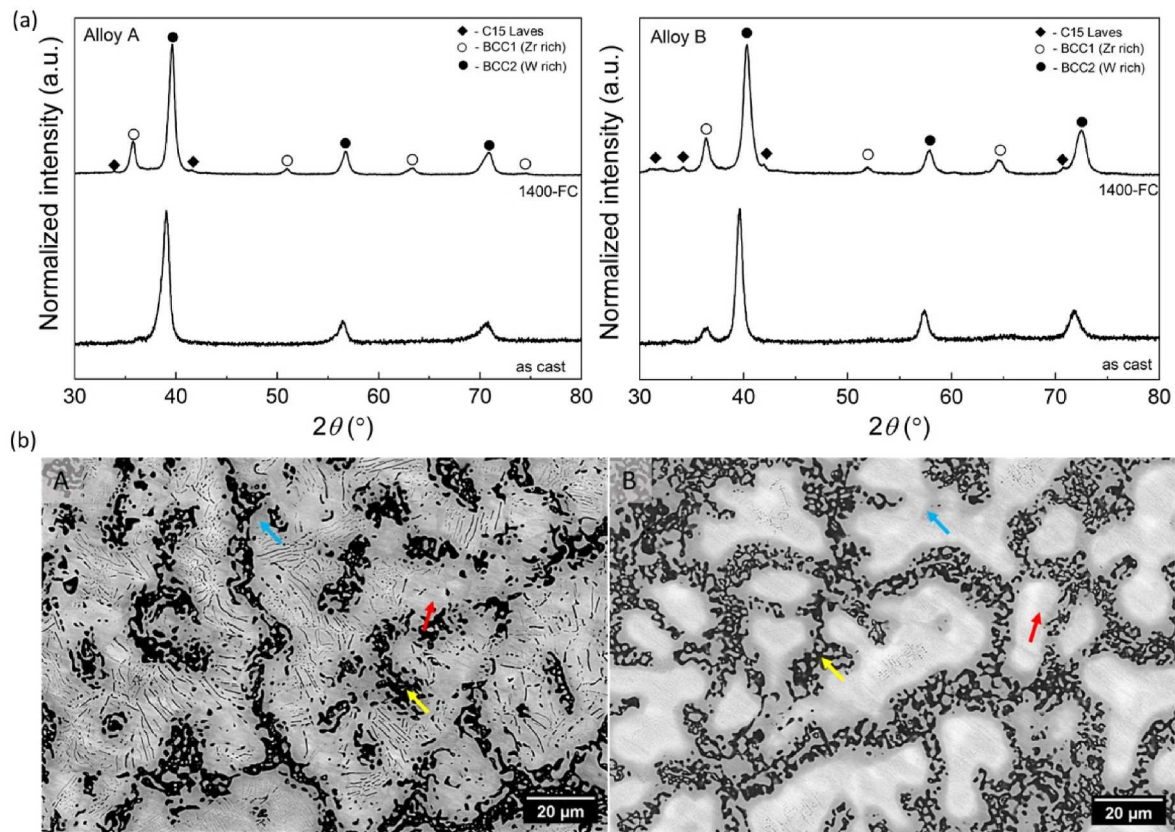 (a)
Alloy A
◆ - C15 Laves
○ - BCC1 (Zr rich)
● - BCC2 (W rich)
1400-FC
as cast
Normalized intensity (a.u.)
30 40 50 60 70 80
2θ (°)
Alloy B
◆ - C15 Laves
○ - BCC1 (Zr rich)
● - BCC2 (W rich)
1400-FC
as cast
Normalized intensity (a.u.)
30 40 50 60 70 80
2θ (°)
(b)
A
20 µm
B
20 µm